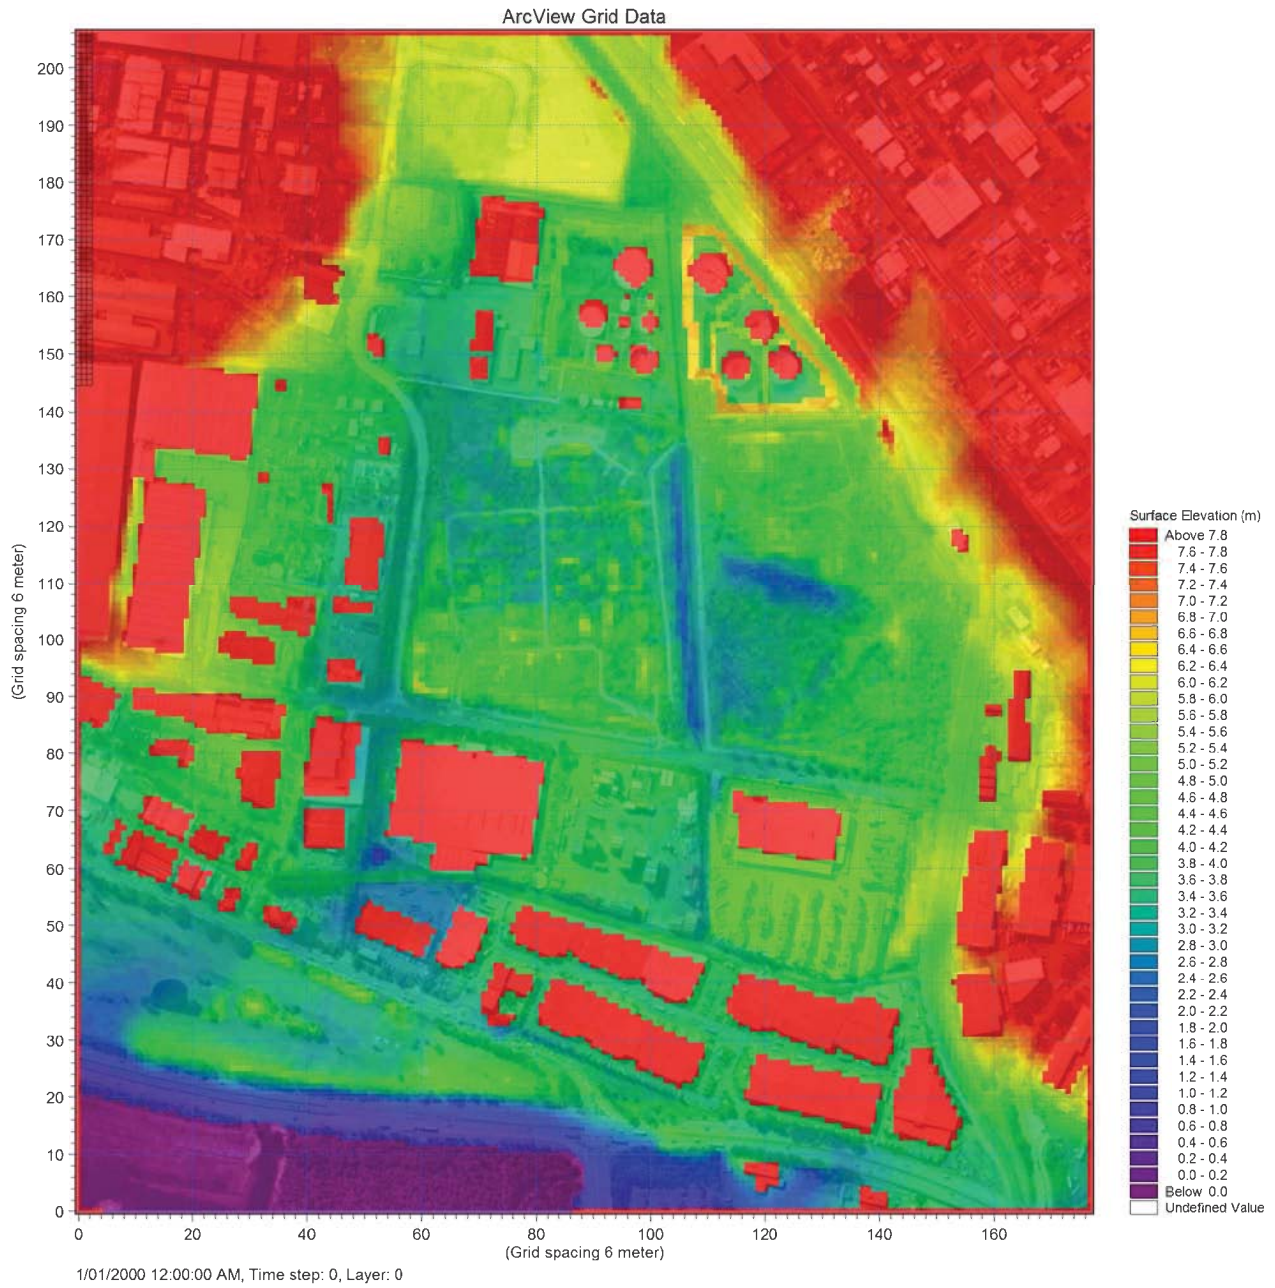 ArcView Grid Data
200
190
180
170
160
150
140
130
120
110
100
90
80
70
60
50
40
30
20
10
0
(Grid spacing 6 meter)
0 20 40 60 80 100 120 140 160
(Grid spacing 6 meter)
1/01/2000 12:00:00 AM, Time step: 0, Layer: 0
Surface Elevation (m)
Above 7.8
7.6 - 7.8
7.4 - 7.6
7.2 - 7.4
7.0 - 7.2
6.8 - 7.0
6.6 - 6.8
6.4 - 6.6
6.2 - 6.4
6.0 - 6.2
5.8 - 6.0
5.6 - 5.8
5.4 - 5.6
5.2 - 5.4
5.0 - 5.2
4.8 - 5.0
4.6 - 4.8
4.4 - 4.6
4.2 - 4.4
4.0 - 4.2
3.8 - 4.0
3.6 - 3.8
3.4 - 3.6
3.2 - 3.4
3.0 - 3.2
2.8 - 3.0
2.6 - 2.8
2.4 - 2.6
2.2 - 2.4
2.0 - 2.2
1.8 - 2.0
1.6 - 1.8
1.4 - 1.6
1.2 - 1.4
1.0 - 1.2
0.8 - 1.0
0.6 - 0.8
0.4 - 0.6
0.2 - 0.4
0.0 - 0.2
Below 0.0
Undefined Value